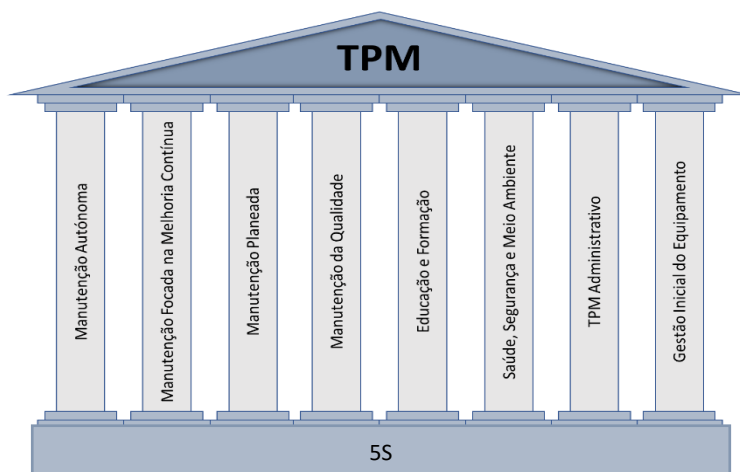 TPM
Manutenção Autónoma
Manutenção Focada na Melhoria Contínua
Manutenção Planeada
Manutenção da Qualidade
Educação e Formação
Saúde, Segurança e Meio Ambiente
TPM Administrativo
Gestão Inicial do Equipamento
5S